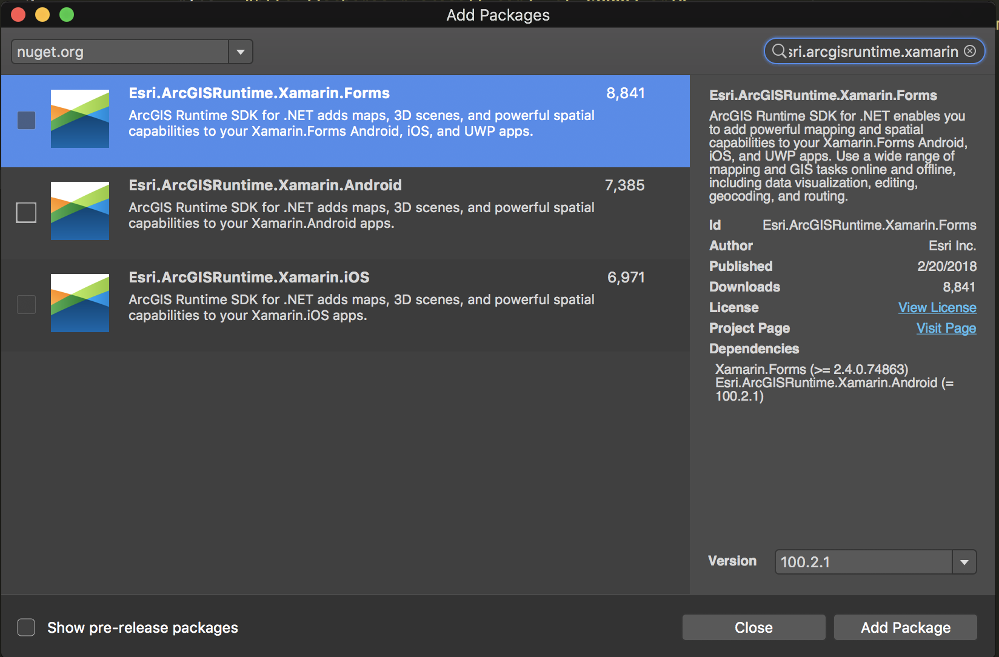 Add Packages
nuget.org
sri.arcgisruntime.xamarin
Esri.ArcGISRuntime.Xamarin.Forms
8,841
ArcGIS Runtime SDK for .NET adds maps, 3D scenes, and powerful spatial
capabilities to your Xamarin.Forms Android, iOS, and UWP apps.
Esri.ArcGISRuntime.Xamarin.Android
7,385
ArcGIS Runtime SDK for .NET adds maps, 3D scenes, and powerful spatial
capabilities to your Xamarin.Android apps.
Esri.ArcGISRuntime.Xamarin.iOS
6,971
ArcGIS Runtime SDK for .NET adds maps, 3D scenes, and powerful spatial
capabilities to your Xamarin.iOS apps.
Esri.ArcGISRuntime.Xamarin.Forms
ArcGIS Runtime SDK for .NET enables you
to add powerful mapping and spatial
capabilities to your Xamarin.Forms Android,
iOS, and UWP apps. Use a wide range of
mapping and GIS tasks online and offline,
including data visualization, editing,
geocoding, and routing.
Id Esri.ArcGISRuntime.Xamarin.Forms
Author Esri Inc.
Published 2/20/2018
Downloads 8,841
License View License
Project Page Visit Page
Dependencies
Xamarin.Forms (>= 2.4.0.74863)
Esri.ArcGISRuntime.Xamarin.Android (=
100.2.1)
Version 100.2.1
Show pre-release packages
Close
Add Package